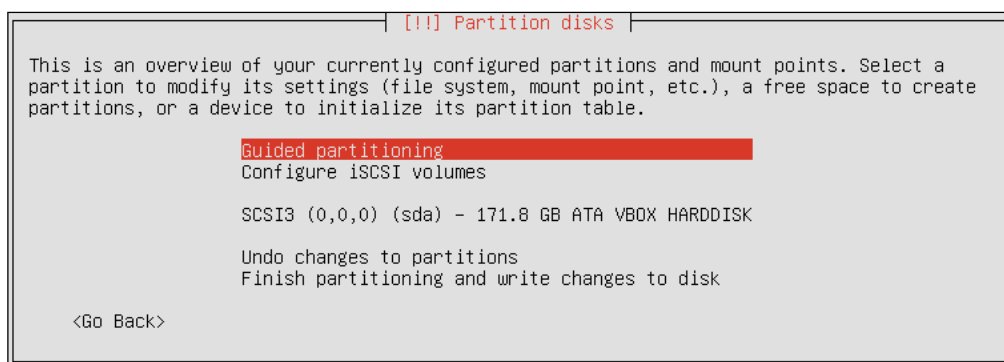 [!!] Partition disks
This is an overview of your currently configured partitions and mount points. Select a
partition to modify its settings (file system, mount point, etc.), a free space to create
partitions, or a device to initialize its partition table.
Guided partitioning
Configure iSCSI volumes
SCSI3 (0,0,0) (sda) - 171.8 GB ATA VBOX HARDDISK
Undo changes to partitions
Finish partitioning and write changes to disk
<Go Back>